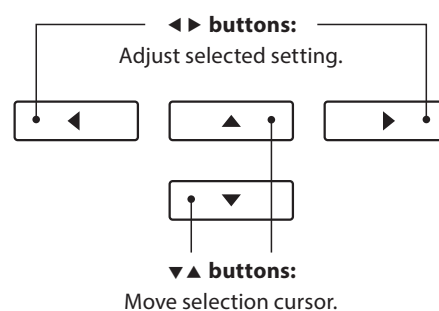 ◀▶ buttons:
Adjust selected setting.
▼▲ buttons:
Move selection cursor.